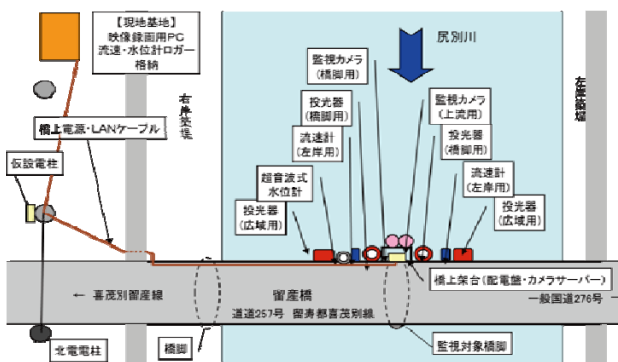 【現地基地】
映像録画用PC
流速・水位計ロガー
格納
尻別川
監視カメラ
(橋脚用)
監視カメラ
(上流用)
投光器
(橋脚用)
投光器
(橋脚用)
流速計
(左岸用)
流速計
(左岸用)
超音波式
水位計
投光器
(広域用)
投光器
(広域用)
右岸築堤
左岸築堤
橋上電源・LANケーブル
仮設電柱
橋上架台(配電盤・カメラサーバー)
← 喜茂別留産線
留産橋
一般国道276号 →
道道257号 留寿都喜茂別線
北電電柱
橋脚
監視対象橋脚